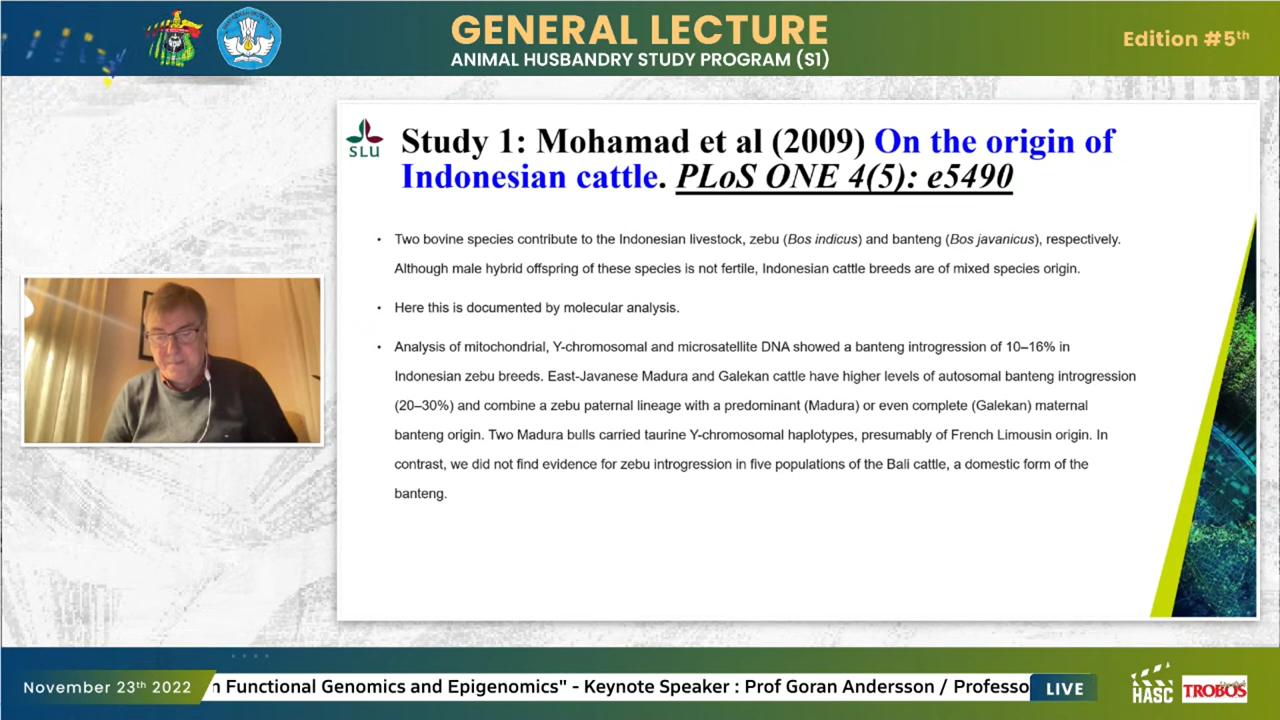 GENERAL LECTURE
ANIMAL HUSBANDRY STUDY PROGRAM (S1)
Edition #5th
SLU
Study 1: Mohamad et al (2009) On the origin of
Indonesian cattle. PLoS ONE 4(5): e5490
• Two bovine species contribute to the Indonesian livestock, zebu (Bos indicus) and banteng (Bos javanicus), respectively.
Although male hybrid offspring of these species is not fertile, Indonesian cattle breeds are of mixed species origin.
• Here this is documented by molecular analysis.
• Analysis of mitochondrial, Y-chromosomal and microsatellite DNA showed a banteng introgression of 10–16% in
Indonesian zebu breeds. East-Javanese Madura and Galekan cattle have higher levels of autosomal banteng introgression
(20–30%) and combine a zebu paternal lineage with a predominant (Madura) or even complete (Galekan) maternal
banteng origin. Two Madura bulls carried taurine Y-chromosomal haplotypes, presumably of French Limousin origin. In
contrast, we did not find evidence for zebu introgression in five populations of the Bali cattle, a domestic form of the
banteng.
November 23th 2022
n Functional Genomics and Epigenomics" - Keynote Speaker : Prof Goran Andersson / Professo
LIVE
HASC
TROBOS